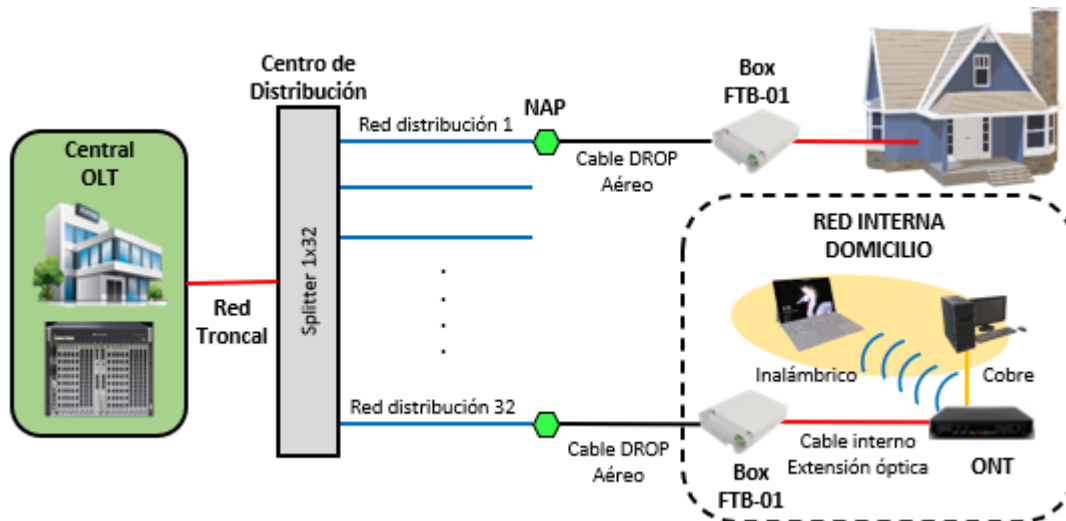 Centro de
Distribución
Box
FTB-01
NAP
Red distribución 1
Central
OLT
Cable DROP
Aéreo
RED INTERNA
DOMICILIO
Splitter 1x32
Red
Troncal
Inalámbrico
Cobre
Red distribución 32
Cable DROP
Aéreo
Cable interno
Extensión óptica
ONT
Box
FTB-01